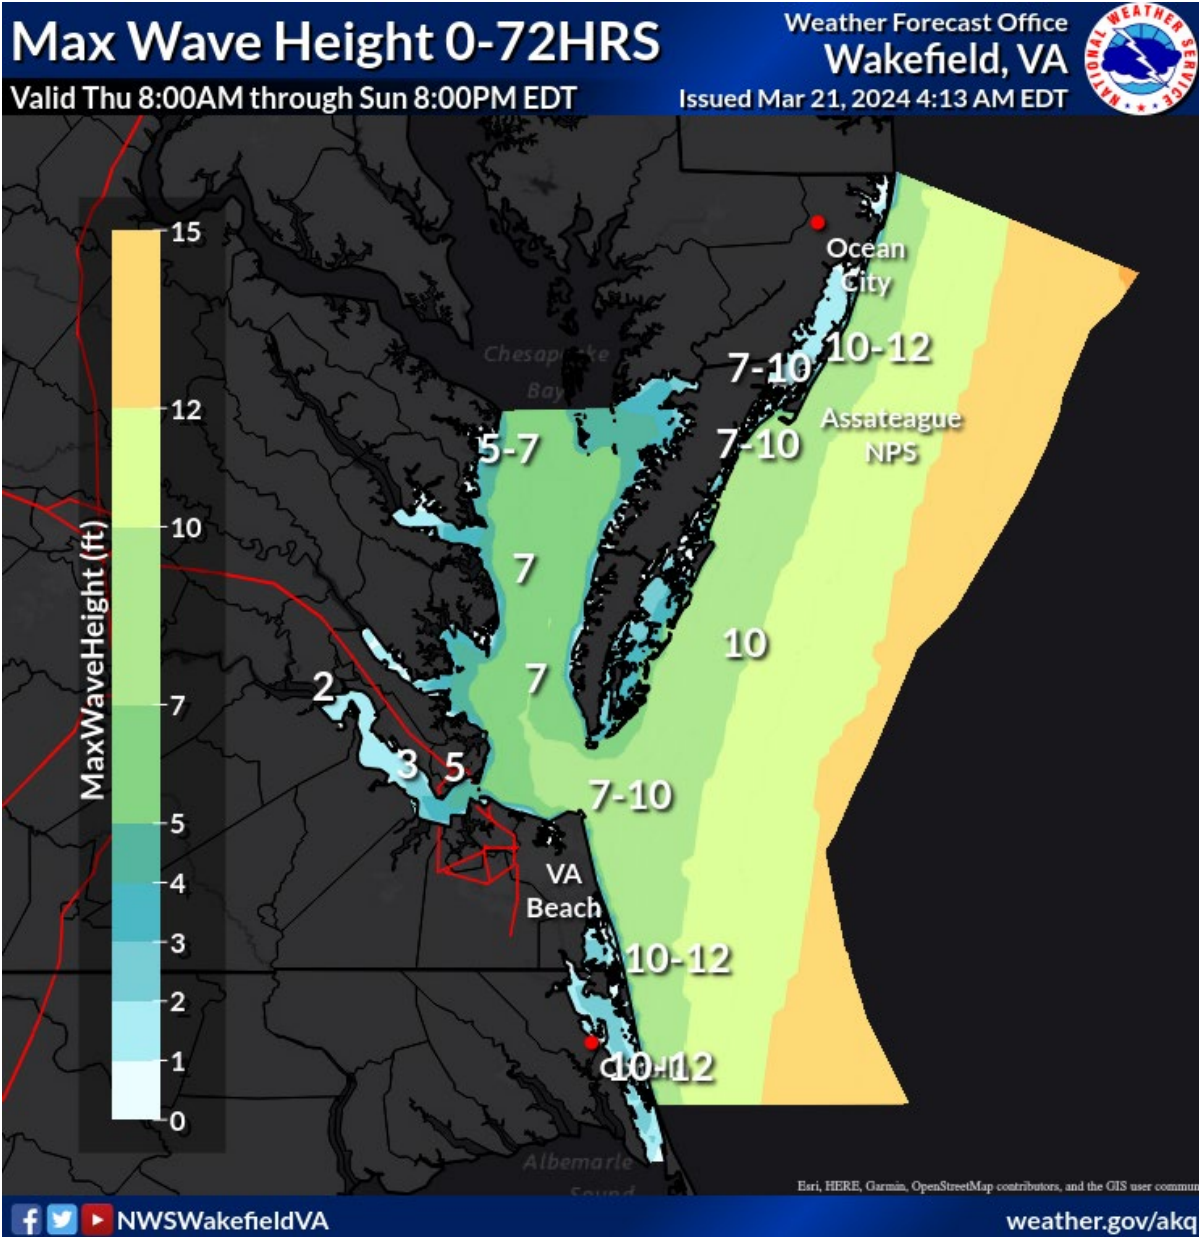 Max Wave Height 0-72HRS
Valid Thu 8:00AM through Sun 8:00PM EDT
Weather Forecast Office
Wakefield, VA
Issued Mar 21, 2024 4:13 AM EDT
NATIONAL WEATHER SERVICE
MaxWaveHeight (ft)
15
12
10
7
5
4
3
2
1
0
Ocean
City
Bay
10-12
7-10
Assateague
NPS
7-10
5-7
7
10
7
2
3
5
7-10
VA
Beach
10-12
10-12
Albemarle
Sound
Esri, HERE, Garmin, OpenStreetMap contributors, and the GIS user
NWSWakefieldVA
weather.gov/akq